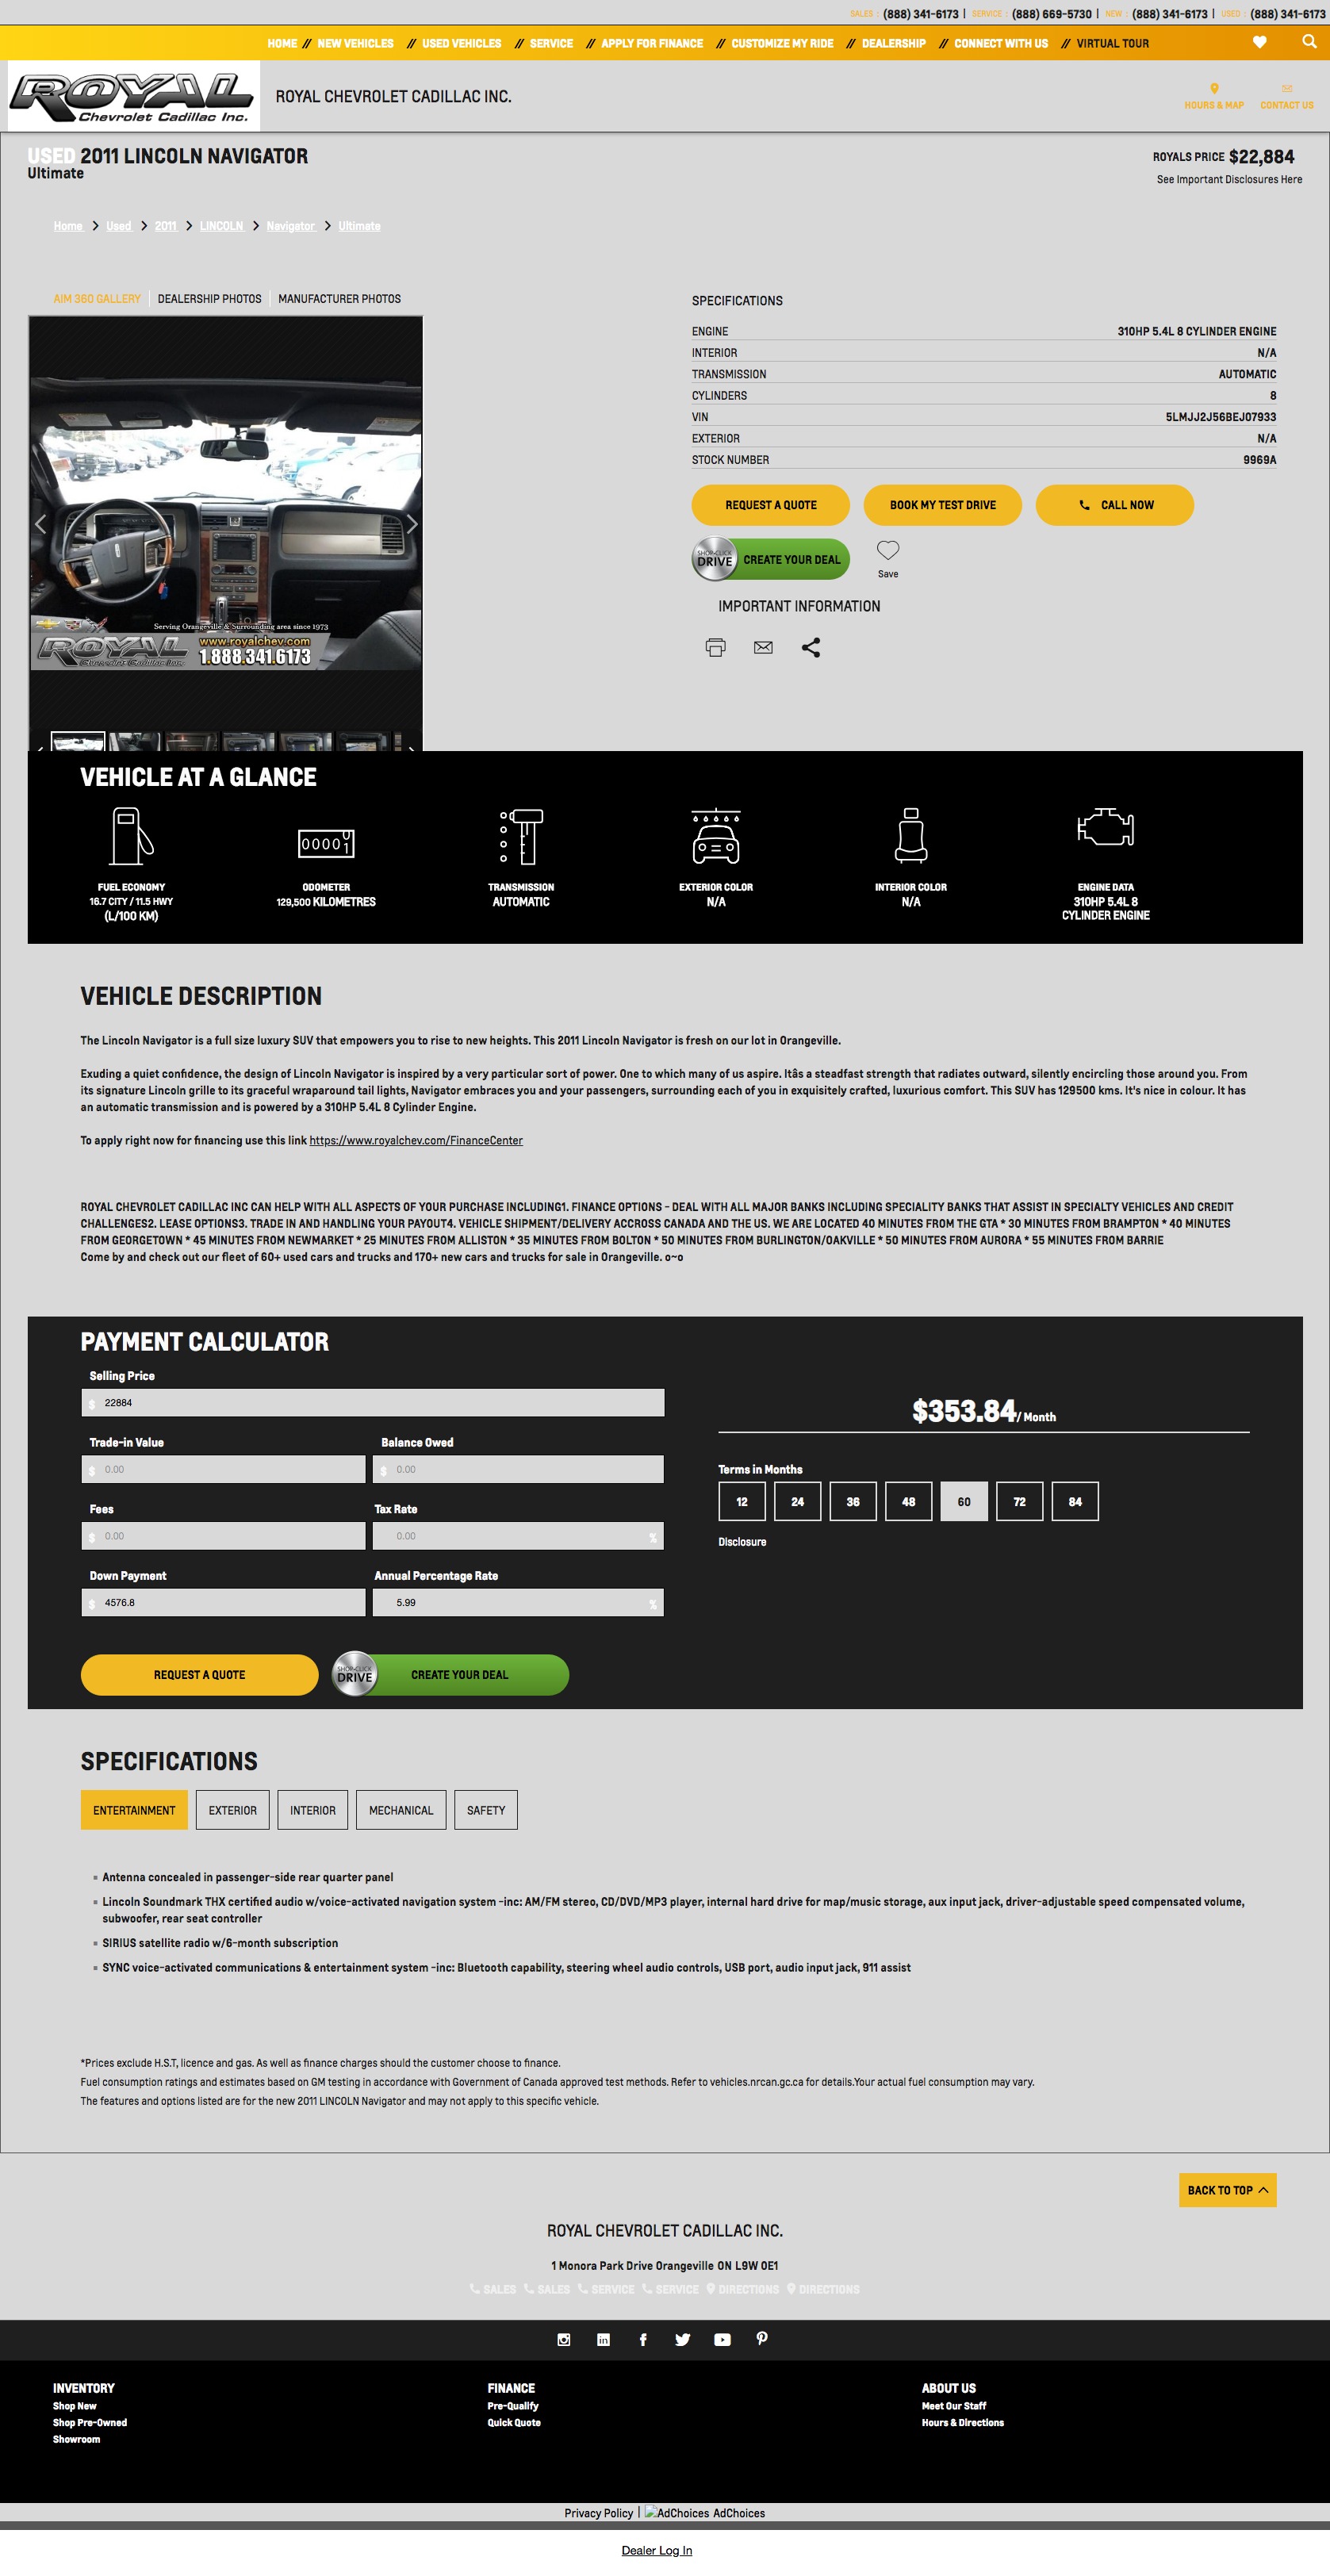 SALES : (888) 341-6173 | SERVICE : (888) 669-5730 | NEW : (888) 341-6173 | USED : (888) 341-6173
HOME // NEW VEHICLES // USED VEHICLES // SERVICE // APPLY FOR FINANCE // CUSTOMIZE MY RIDE // DEALERSHIP // CONNECT WITH US // VIRTUAL TOUR
ROYAL
Chevrolet Cadillac Inc.
ROYAL CHEVROLET CADILLAC INC.
HOURS & MAP
CONTACT US
USED 2011 LINCOLN NAVIGATOR
Ultimate
ROYALS PRICE $22,884
See Important Disclosures Here
Home > Used > 2011 > LINCOLN > Navigator > Ultimate
AIM 360 GALLERY | DEALERSHIP PHOTOS | MANUFACTURER PHOTOS
Serving Orangeville & Surrounding area since 1973
ROYAL
Chevrolet Cadillac Inc.
www.royalchev.com
1.888.341.6173
SPECIFICATIONS
ENGINE 310HP 5.4L 8 CYLINDER ENGINE
INTERIOR N/A
TRANSMISSION AUTOMATIC
CYLINDERS 8
VIN 5LMJJ2J56BEJ07933
EXTERIOR N/A
STOCK NUMBER 9969A
REQUEST A QUOTE
BOOK MY TEST DRIVE
CALL NOW
SHOP·CLICK
DRIVE
CREATE YOUR DEAL
Save
IMPORTANT INFORMATION
VEHICLE AT A GLANCE
00001
FUEL ECONOMY
16.7 CITY / 11.5 HWY
(L/100 KM)
ODOMETER
129,500 KILOMETRES
TRANSMISSION
AUTOMATIC
EXTERIOR COLOR
N/A
INTERIOR COLOR
N/A
ENGINE DATA
310HP 5.4L 8
CYLINDER ENGINE
VEHICLE DESCRIPTION
The Lincoln Navigator is a full size luxury SUV that empowers you to rise to new heights. This 2011 Lincoln Navigator is fresh on our lot in Orangeville.
Exuding a quiet confidence, the design of Lincoln Navigator is inspired by a very particular sort of power. One to which many of us aspire. Itâs a steadfast strength that radiates outward, silently encircling those around you. From
its signature Lincoln grille to its graceful wraparound tail lights, Navigator embraces you and your passengers, surrounding each of you in exquisitely crafted, luxurious comfort. This SUV has 129500 kms. It's nice in colour. It has
an automatic transmission and is powered by a 310HP 5.4L 8 Cylinder Engine.
To apply right now for financing use this link https://www.royalchev.com/FinanceCenter
ROYAL CHEVROLET CADILLAC INC CAN HELP WITH ALL ASPECTS OF YOUR PURCHASE INCLUDING1. FINANCE OPTIONS - DEAL WITH ALL MAJOR BANKS INCLUDING SPECIALITY BANKS THAT ASSIST IN SPECIALTY VEHICLES AND CREDIT
CHALLENGES2. LEASE OPTIONS3. TRADE IN AND HANDLING YOUR PAYOUT4. VEHICLE SHIPMENT/DELIVERY ACCROSS CANADA AND THE US. WE ARE LOCATED 40 MINUTES FROM THE GTA * 30 MINUTES FROM BRAMPTON * 40 MINUTES
FROM GEORGETOWN * 45 MINUTES FROM NEWMARKET * 25 MINUTES FROM ALLISTON * 35 MINUTES FROM BOLTON * 50 MINUTES FROM BURLINGTON/OAKVILLE * 50 MINUTES FROM AURORA * 55 MINUTES FROM BARRIE
Come by and check out our fleet of 60+ used cars and trucks and 170+ new cars and trucks for sale in Orangeville. o~o
PAYMENT CALCULATOR
Selling Price
$ 22884
Trade-in Value
$ 0.00
Balance Owed
$ 0.00
Fees
$ 0.00
Tax Rate
0.00 %
Down Payment
$ 4576.8
Annual Percentage Rate
5.99 %
$353.84/ Month
Terms in Months
12 24 36 48 60 72 84
Disclosure
REQUEST A QUOTE
SHOP·CLICK
DRIVE
CREATE YOUR DEAL
SPECIFICATIONS
ENTERTAINMENT EXTERIOR INTERIOR MECHANICAL SAFETY
Antenna concealed in passenger-side rear quarter panel
Lincoln Soundmark THX certified audio w/voice-activated navigation system -inc: AM/FM stereo, CD/DVD/MP3 player, internal hard drive for map/music storage, aux input jack, driver-adjustable speed compensated volume,
subwoofer, rear seat controller
SIRIUS satellite radio w/6-month subscription
SYNC voice-activated communications & entertainment system -inc: Bluetooth capability, steering wheel audio controls, USB port, audio input jack, 911 assist
*Prices exclude H.S.T, licence and gas. As well as finance charges should the customer choose to finance.
Fuel consumption ratings and estimates based on GM testing in accordance with Government of Canada approved test methods. Refer to vehicles.nrcan.gc.ca for details.Your actual fuel consumption may vary.
The features and options listed are for the new 2011 LINCOLN Navigator and may not apply to this specific vehicle.
BACK TO TOP
ROYAL CHEVROLET CADILLAC INC.
1 Monora Park Drive Orangeville ON L9W 0E1
SALES SALES SERVICE SERVICE DIRECTIONS DIRECTIONS
INVENTORY
Shop New
Shop Pre-Owned
Showroom
FINANCE
Pre-Qualify
Quick Quote
ABOUT US
Meet Our Staff
Hours & Directions
Privacy Policy | AdChoices AdChoices
Dealer Log In